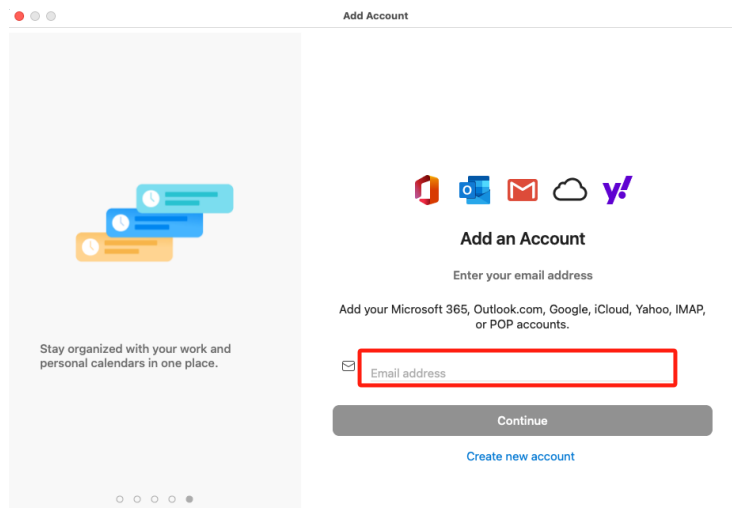 Add Account
Stay organized with your work and
personal calendars in one place.
Add an Account
Enter your email address
Add your Microsoft 365, Outlook.com, Google, iCloud, Yahoo, IMAP,
or POP accounts.
Email address
Continue
Create new account